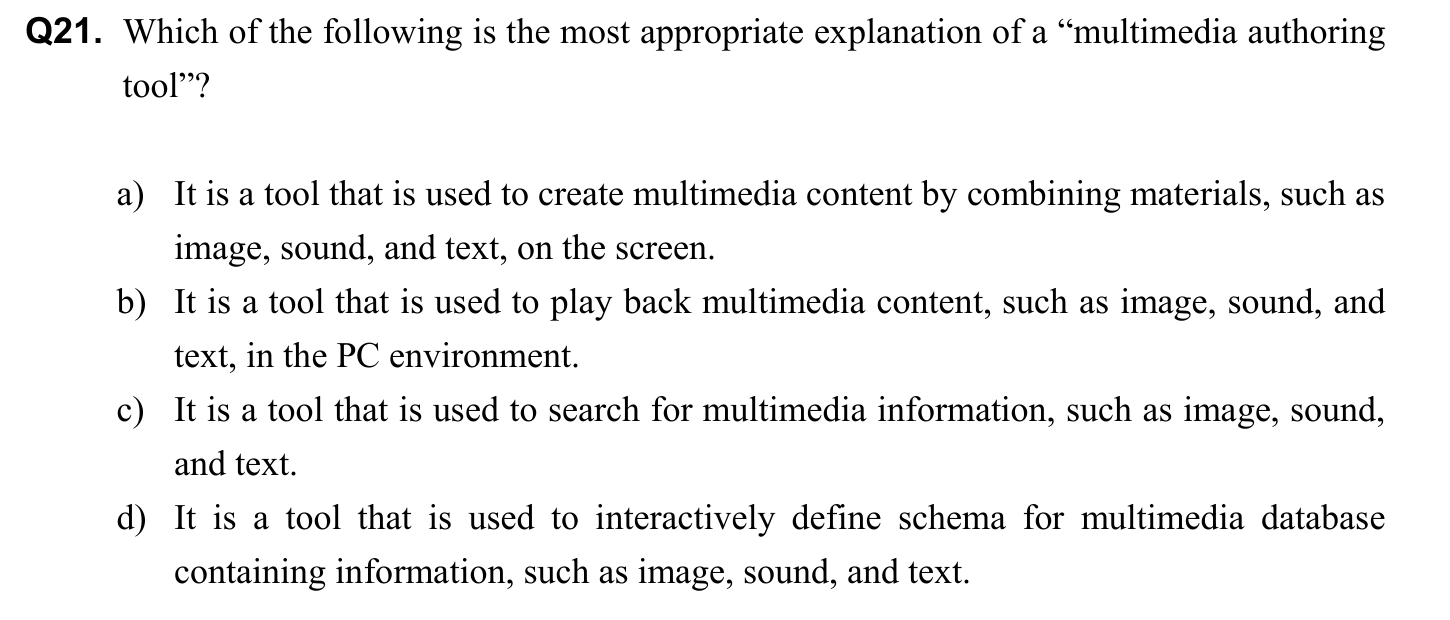 Q21. Which of the following is the most appropriate explanation of a “multimedia authoring
tool”?
a) It is a tool that is used to create multimedia content by combining materials, such as
image, sound, and text, on the screen.
b) It is a tool that is used to play back multimedia content, such as image, sound, and
text, in the PC environment.
c) It is a tool that is used to search for multimedia information, such as image, sound,
and text.
d) It is a tool that is used to interactively define schema for multimedia database
containing information, such as image, sound, and text.